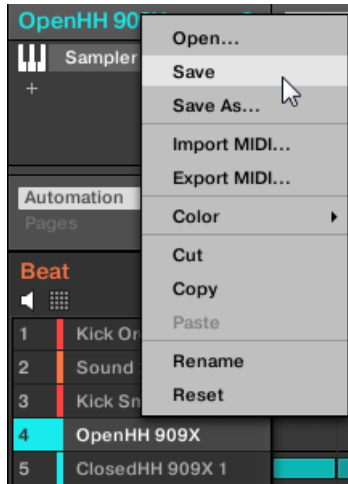 OpenHH 90
Sampler
+
Automation
Pages
Beat
1 Kick Or
2 Sound
3 Kick Sn
4 OpenHH 909X
5 ClosedHH 909X 1
Open...
Save
Save As...
Import MIDI...
Export MIDI...
Color
Cut
Copy
Paste
Rename
Reset